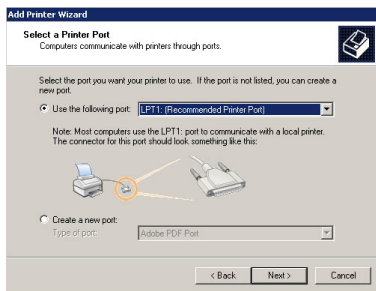 Add Printer Wizard
Select a Printer Port
Computers communicate with printers through ports.
Select the port you want your printer to use. If the port is not listed, you can create a
new port.
Use the following port: LPT1: (Recommended Printer Port)
Note: Most computers use the LPT1: port to communicate with a local printer.
The connector for this port should look something like this:
Create a new port:
Type of port: Adobe PDF Port
< Back Next > Cancel